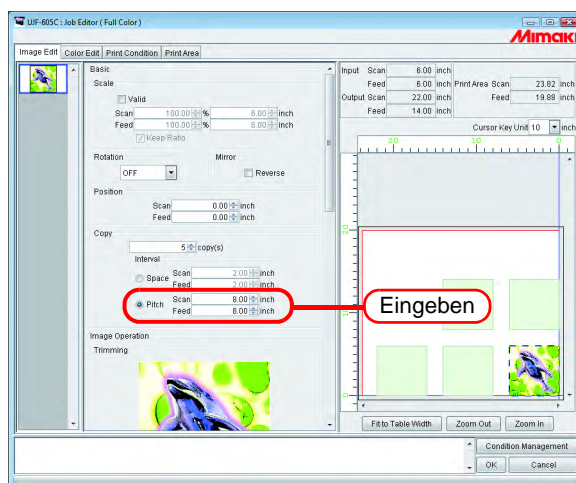 UJF-605C : Job Editor ( Full Color )
Mimaki
Image Edit Color Edit Print Condition Print Area
Basic
Scale
Valid
Scan 100.00 % 6.00 inch
Feed 100.00 % 6.00 inch
Keep Ratio
Rotation Mirror
OFF Reverse
Position
Scan 0.00 inch
Feed 0.00 inch
Copy
5 copy(s)
Interval
Space Scan 2.00 inch
Feed 2.00 inch
Pitch Scan 8.00 inch
Feed 8.00 inch
Eingeben
Image Operation
Trimming
Input Scan 6.00 inch
Feed 6.00 inch Print Area Scan 23.82 inch
Output Scan 22.00 inch Feed 19.88 inch
Feed 14.00 inch
Cursor Key Unit 10 inch
20 10 0
20
10
0
Fit to Table Width Zoom Out Zoom In
Condition Management
OK Cancel